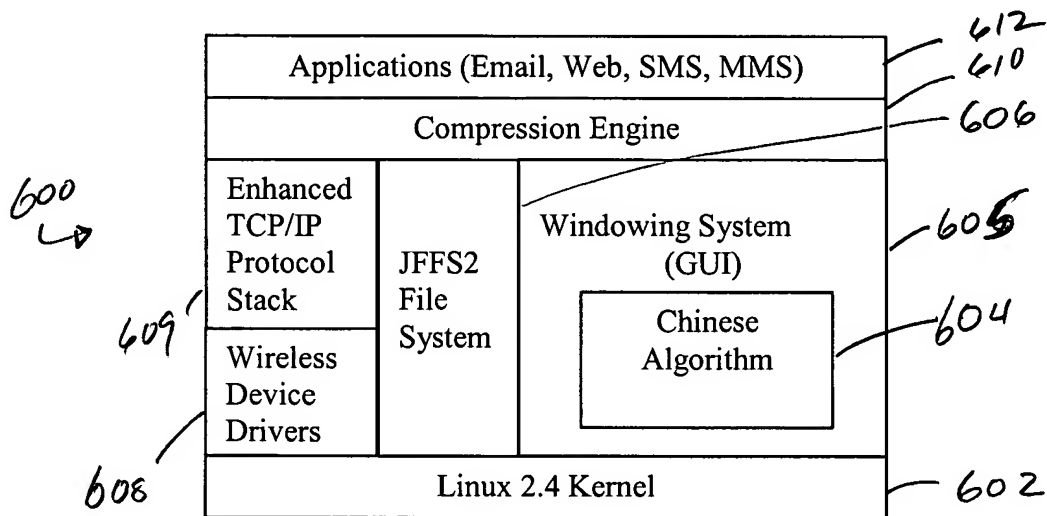 Applications (Email, Web, SMS, MMS)
612
Compression Engine
610
606
600
Enhanced
TCP/IP
Protocol
Stack
609
JFFS2
File
System
Windowing System
(GUI)
605
Chinese
Algorithm
604
Wireless
Device
Drivers
608
Linux 2.4 Kernel
602